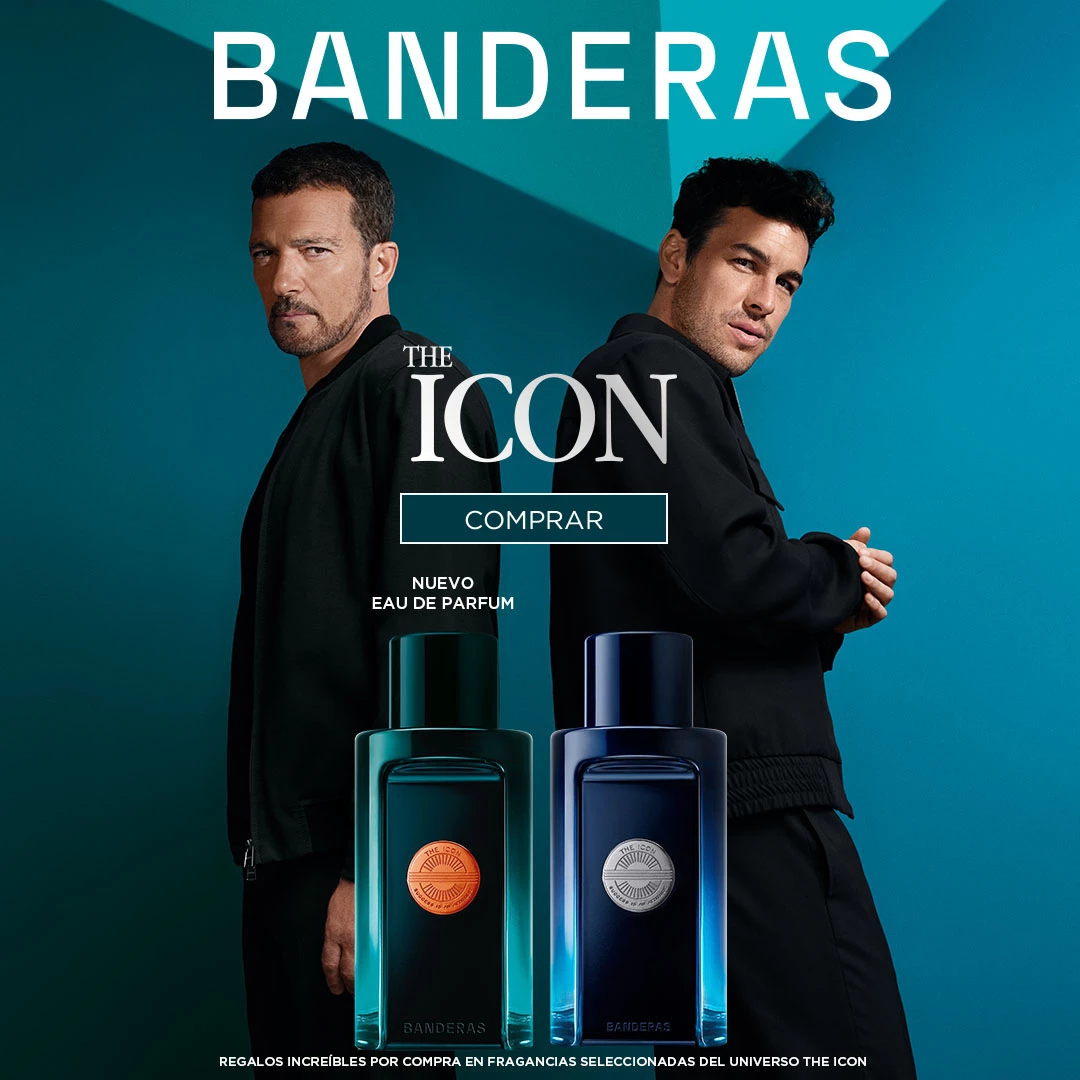 BANDERAS
THE
ICON
COMPRAR
NUEVO
EAU DE PARFUM
THE ICON
THE ICON
BANDERAS
BANDERAS
REGALOS INCREÍBLES POR COMPRA EN FRAGANCIAS SELECCIONADAS DEL UNIVERSO THE ICON